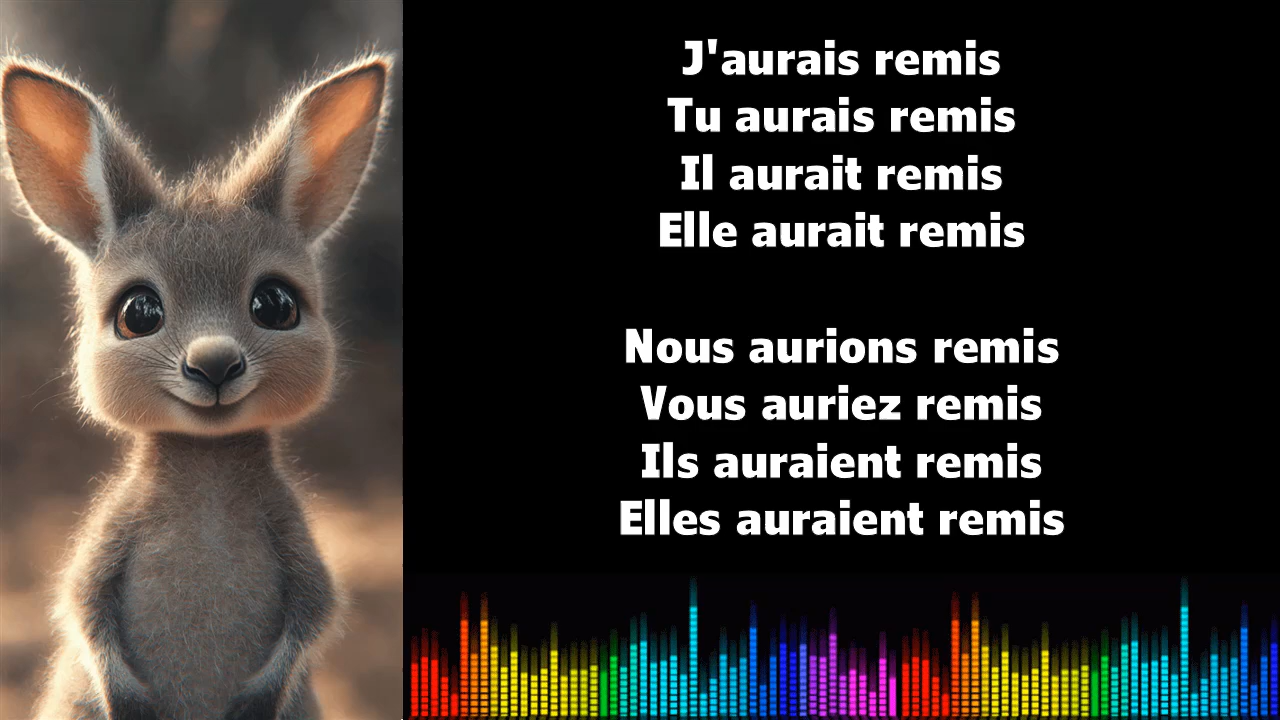 J'aurais remis
Tu aurais remis
Il aurait remis
Elle aurait remis
Nous aurions remis
Vous auriez remis
Ils auraient remis
Elles auraient remis